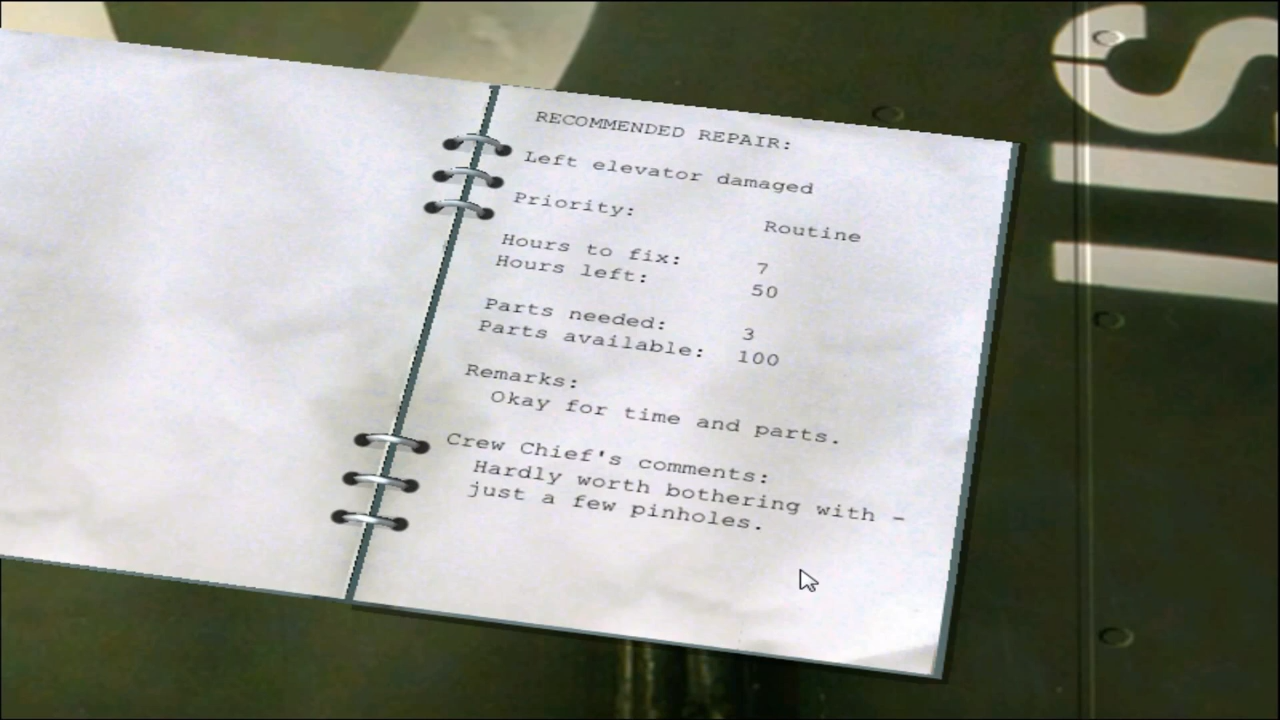 RECOMMENDED REPAIR:
Left elevator damaged
Priority: Routine
Hours to fix: 7
Hours left: 50
Parts needed: 3
Parts available: 100
Remarks:
Okay for time and parts.
Crew Chief's comments:
Hardly worth bothering with -
just a few pinholes.